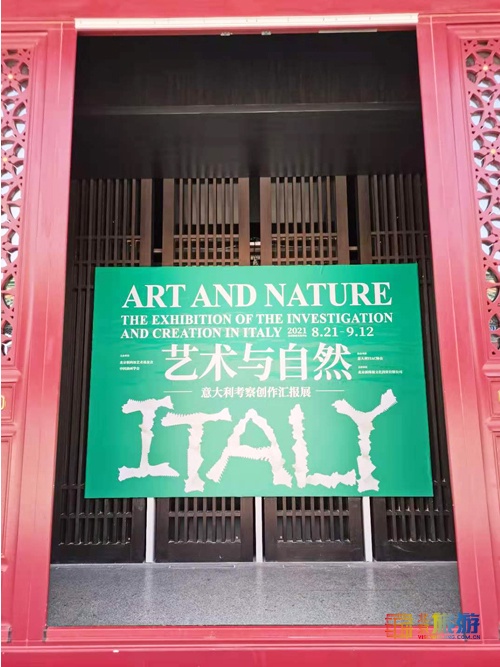 ART AND NATURE
THE EXHIBITION OF THE INVESTIGATION
AND CREATION IN ITALY 2021 8.21-9.12
艺术与自然
意大利考察创作汇报展
ITALY